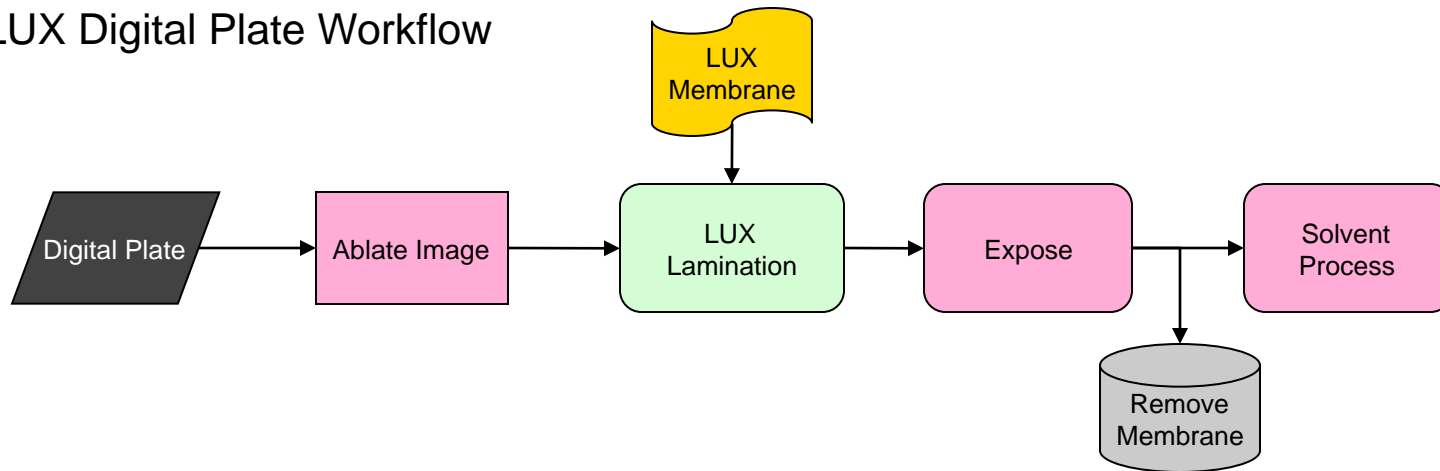 LUX Digital Plate Workflow
LUX
Membrane
Digital Plate
Ablate Image
LUX
Lamination
Expose
Solvent
Process
Remove
Membrane